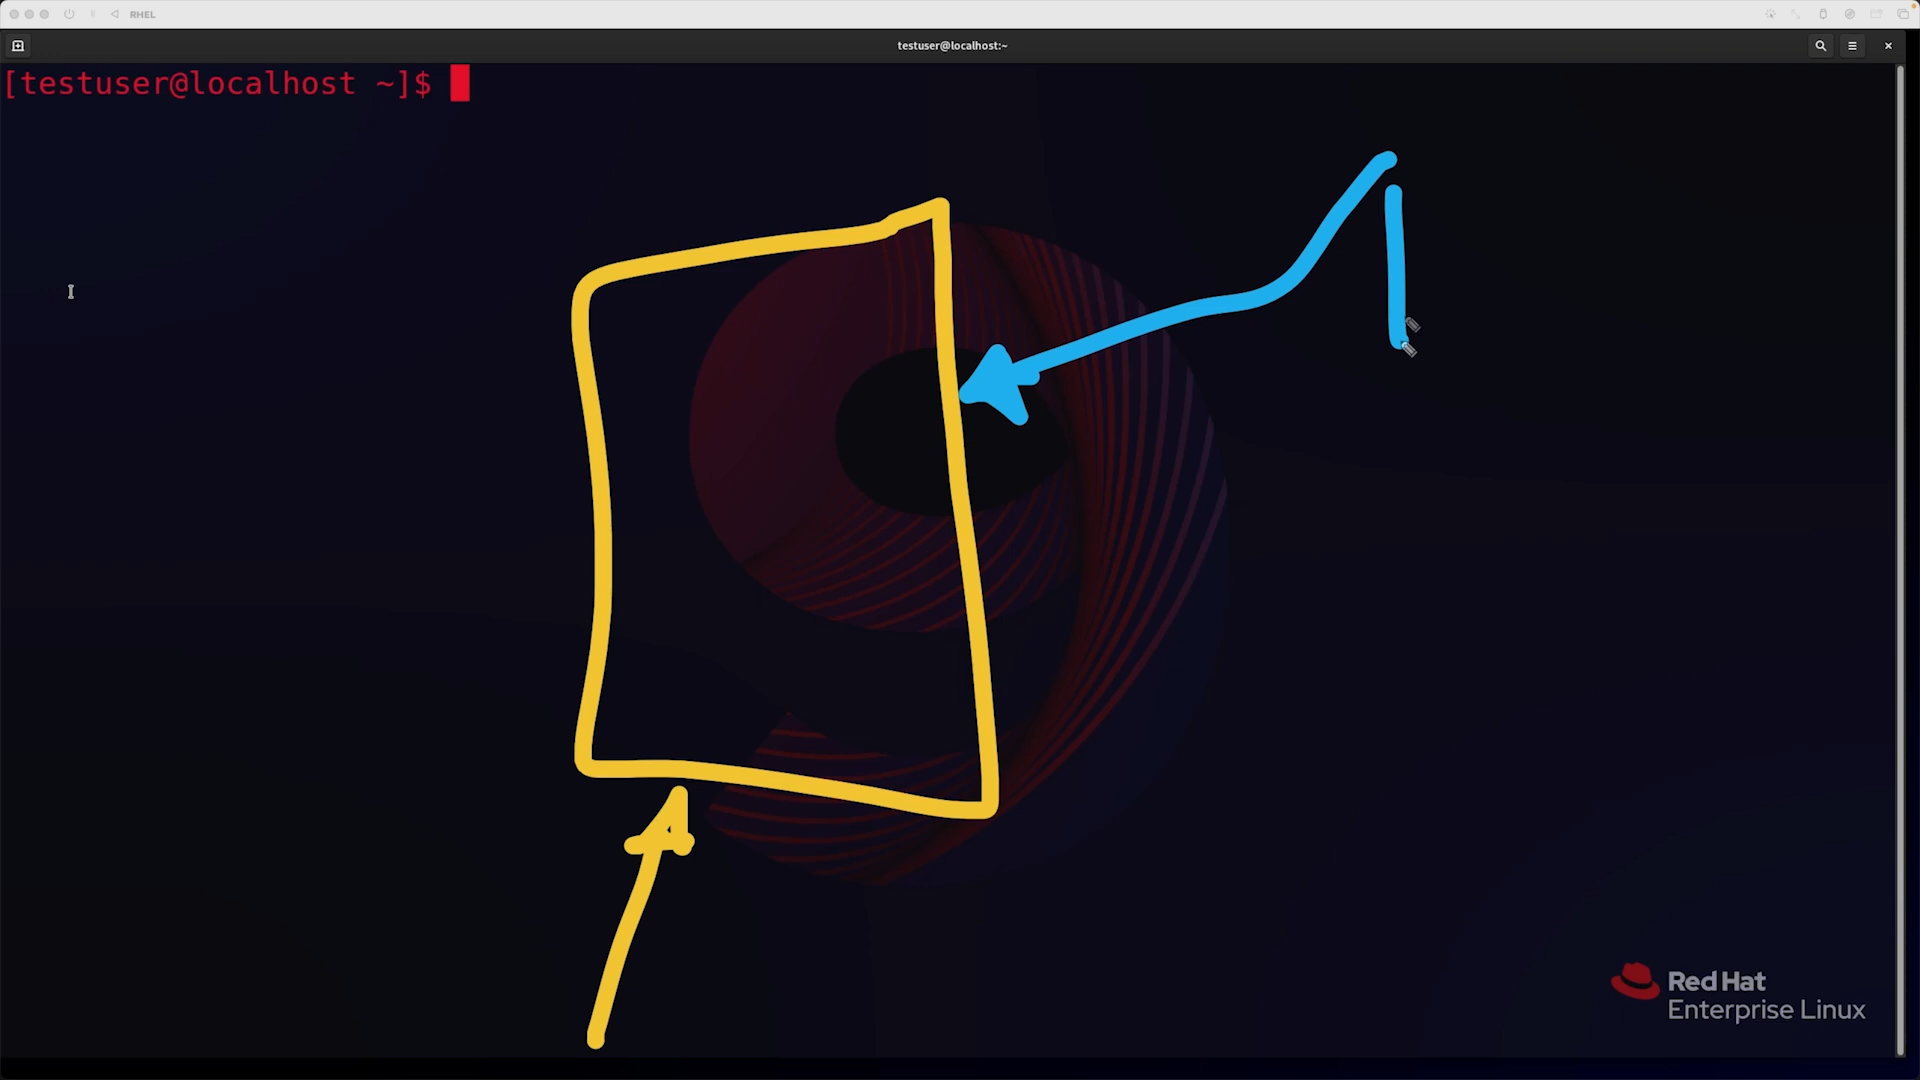 RHEL
testuser@localhost:~
[testuser@localhost ~]$
Red Hat
Enterprise Linux